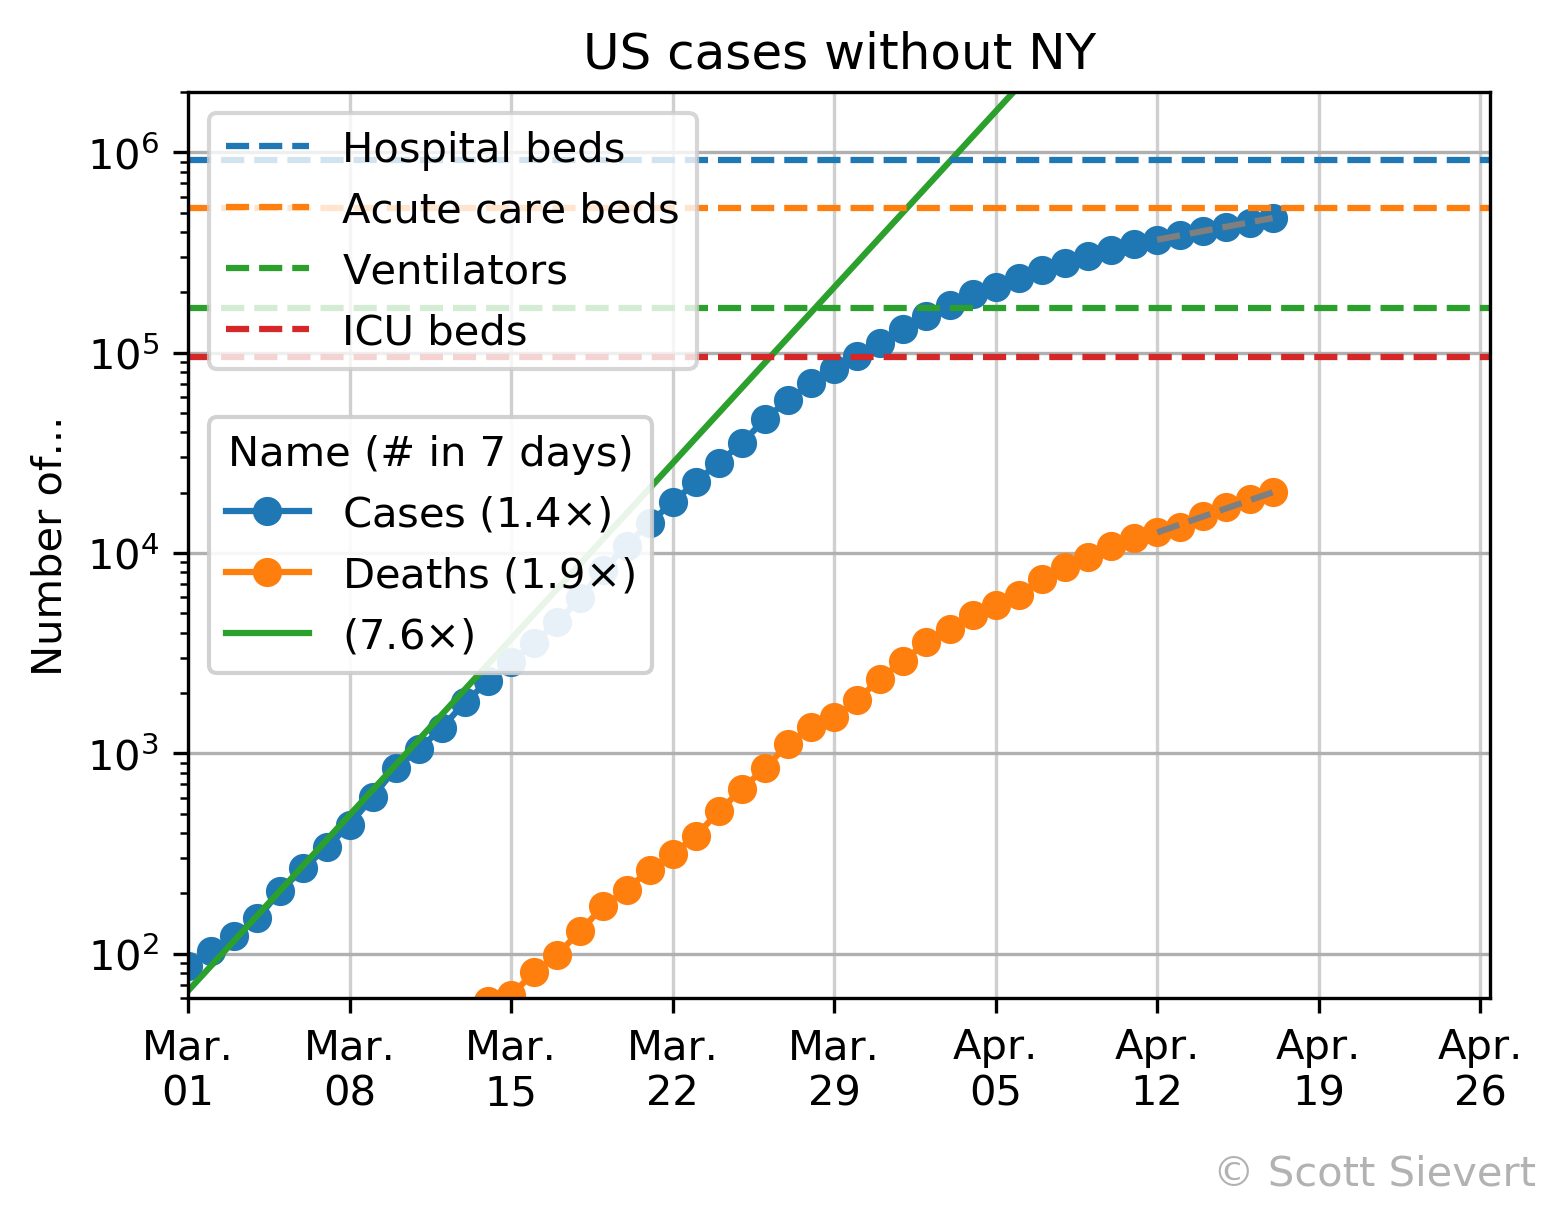 US cases without NY
Number of...
10⁶
10⁵
10⁴
10³
10²
Hospital beds
Acute care beds
Ventilators
ICU beds
Name (# in 7 days)
Cases (1.4×)
Deaths (1.9×)
(7.6×)
Mar.
01
Mar.
08
Mar.
15
Mar.
22
Mar.
29
Apr.
05
Apr.
12
Apr.
19
Apr.
26
© Scott Sievert